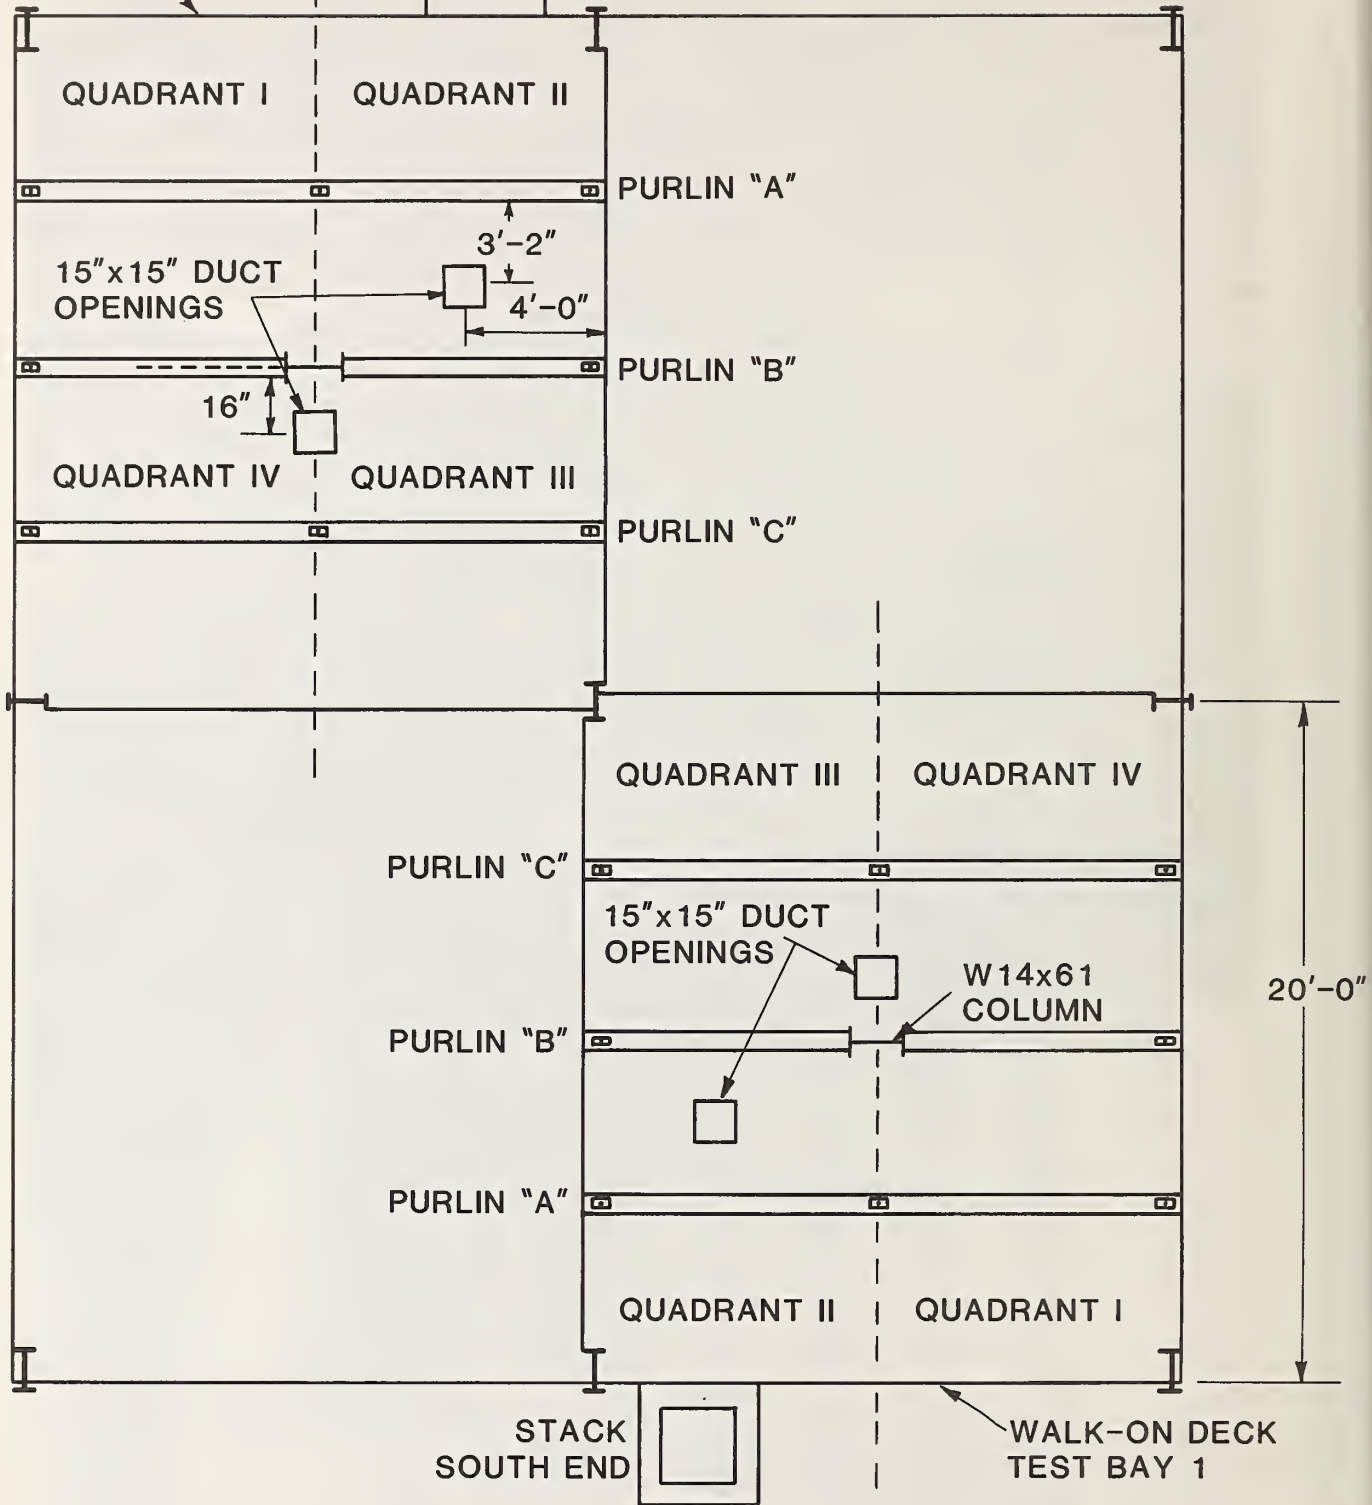 QUADRANT I
QUADRANT II
PURLIN "A"
3'-2"
15"x15" DUCT
OPENINGS
4'-0"
PURLIN "B"
16"
QUADRANT IV
QUADRANT III
PURLIN "C"
QUADRANT III
QUADRANT IV
PURLIN "C"
15"x15" DUCT
OPENINGS
W14x61
COLUMN
20'-0"
PURLIN "B"
PURLIN "A"
QUADRANT II
QUADRANT I
STACK
SOUTH END
WALK-ON DECK
TEST BAY 1